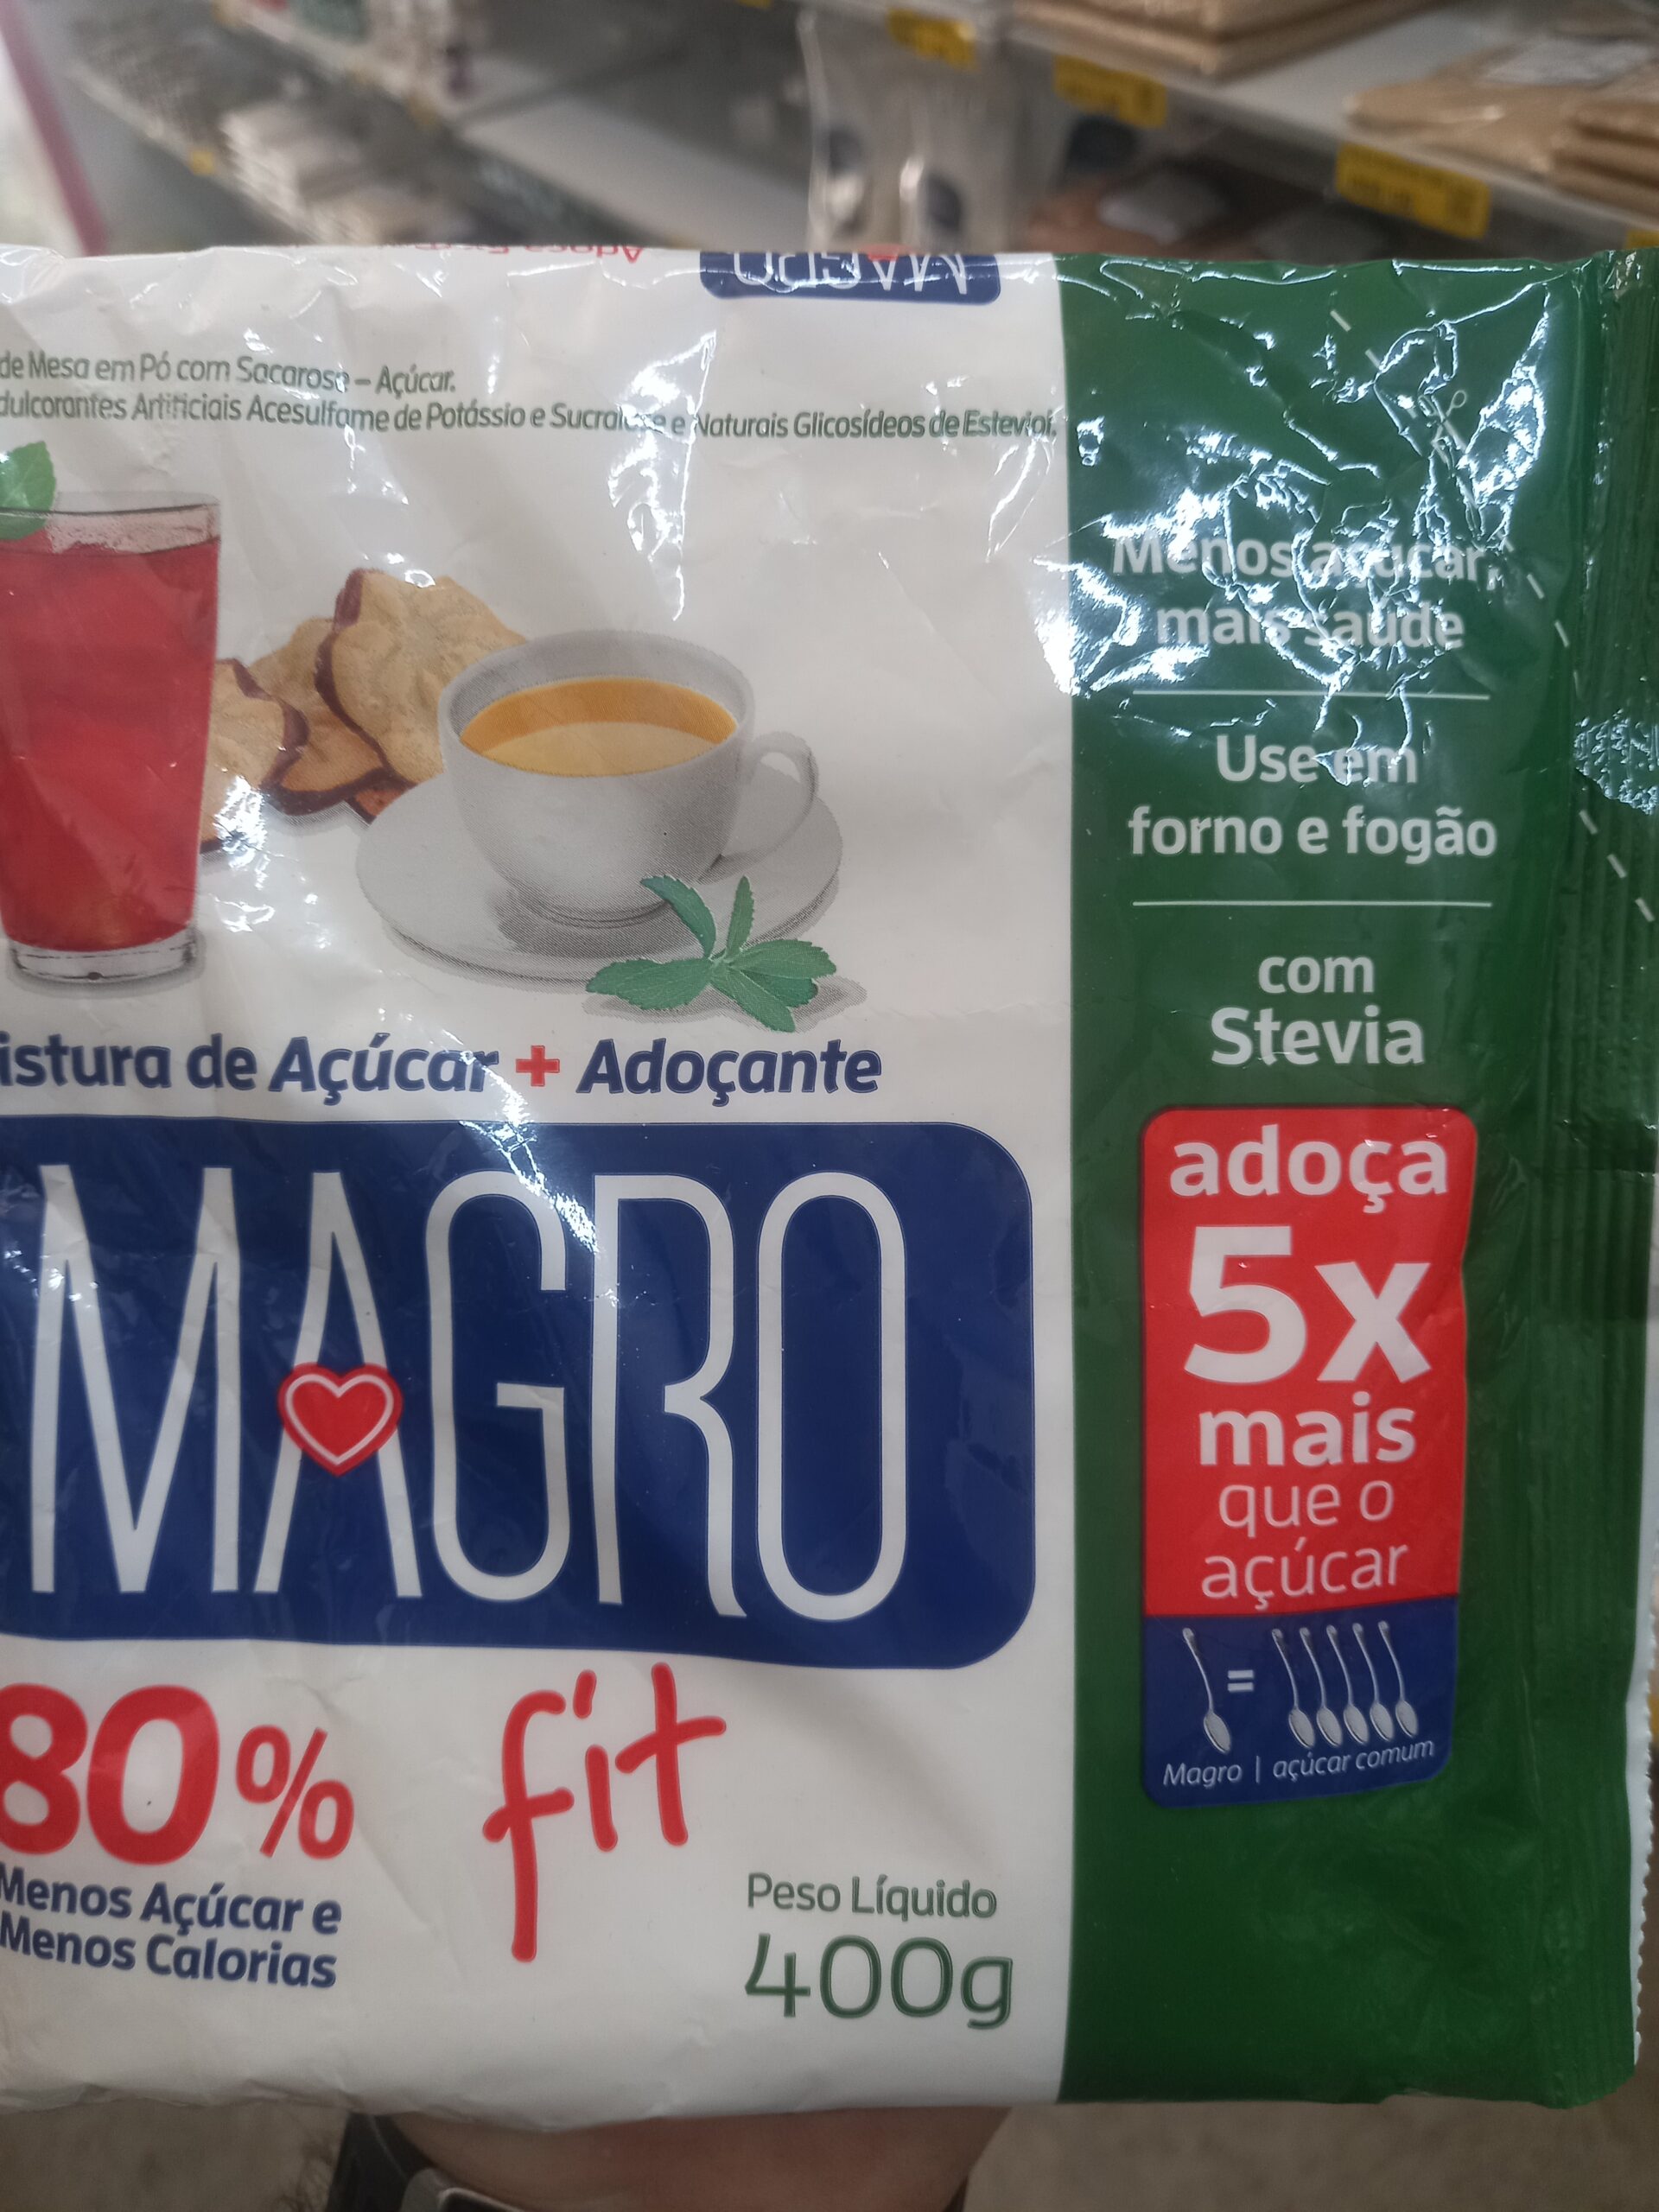 MAGRO
de Mesa em Pó com Sacarose – Açúcar.
dulcorantes Artificiais Acesulfame de Potássio e Sucralose e Naturais Glicosídeos de Esteviol.
Menos açúcar,
mais saúde
Use em
forno e fogão
com
Stevia
istura de Açúcar + Adoçante
MAGRO
80%
fit
Menos Açúcar e
Menos Calorias
Peso Líquido
400g
adoça
5x
mais
que o
açúcar
=
Magro | açúcar comum